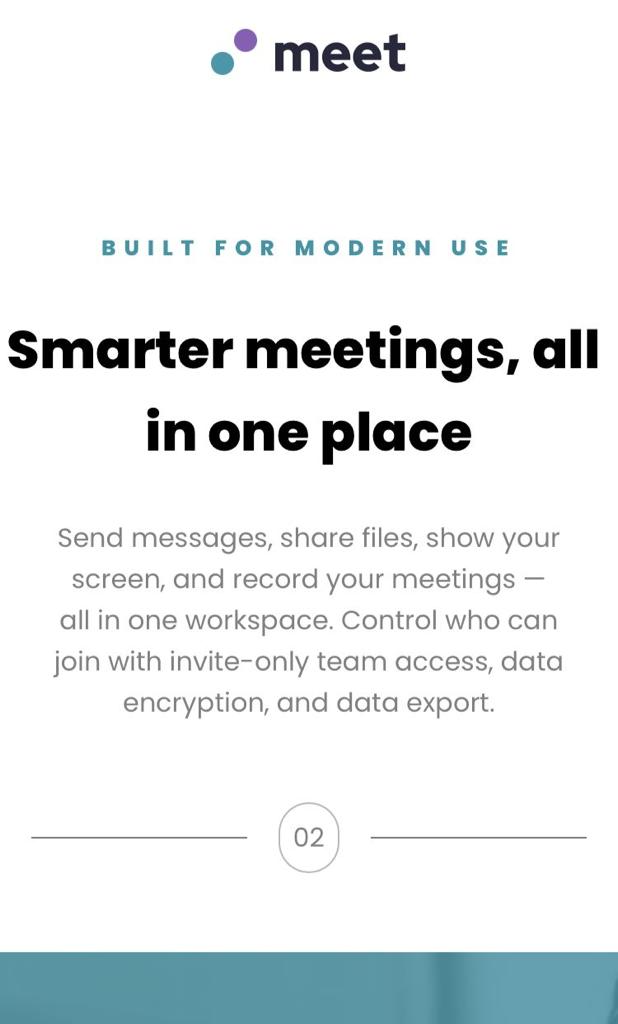 meet
BUILT FOR MODERN USE
Smarter meetings, all
in one place
Send messages, share files, show your
screen, and record your meetings —
all in one workspace. Control who can
join with invite-only team access, data
encryption, and data export.
02